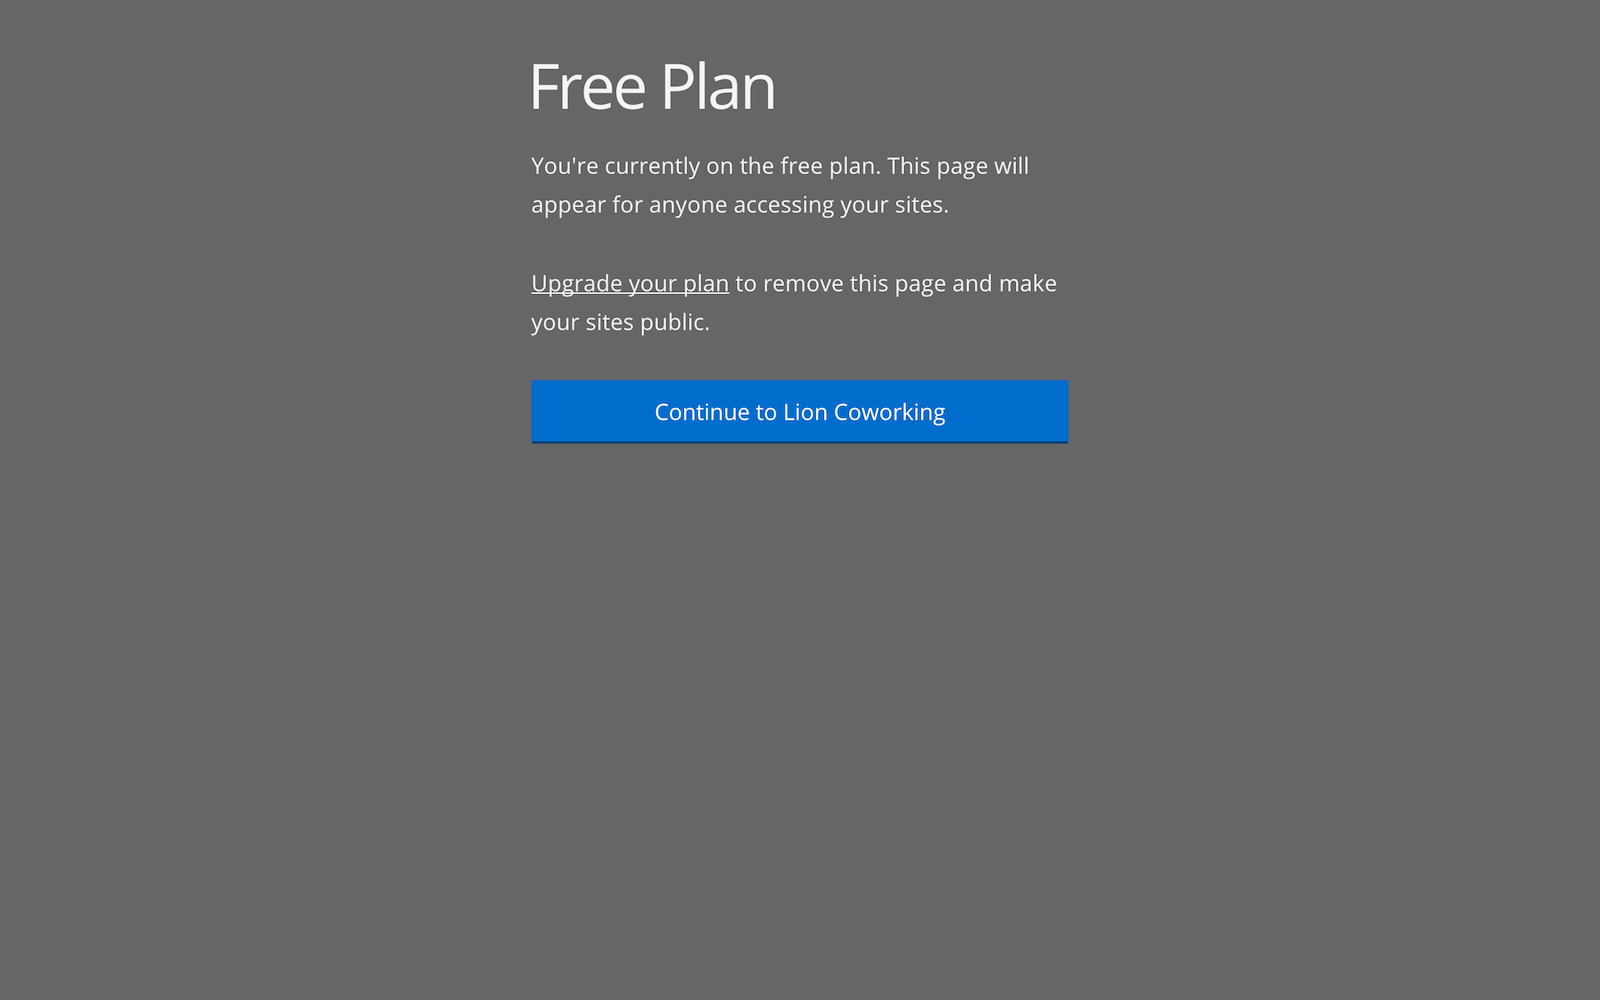 Free Plan
You're currently on the free plan. This page will
appear for anyone accessing your sites.
Upgrade your plan to remove this page and make
your sites public.
Continue to Lion Coworking